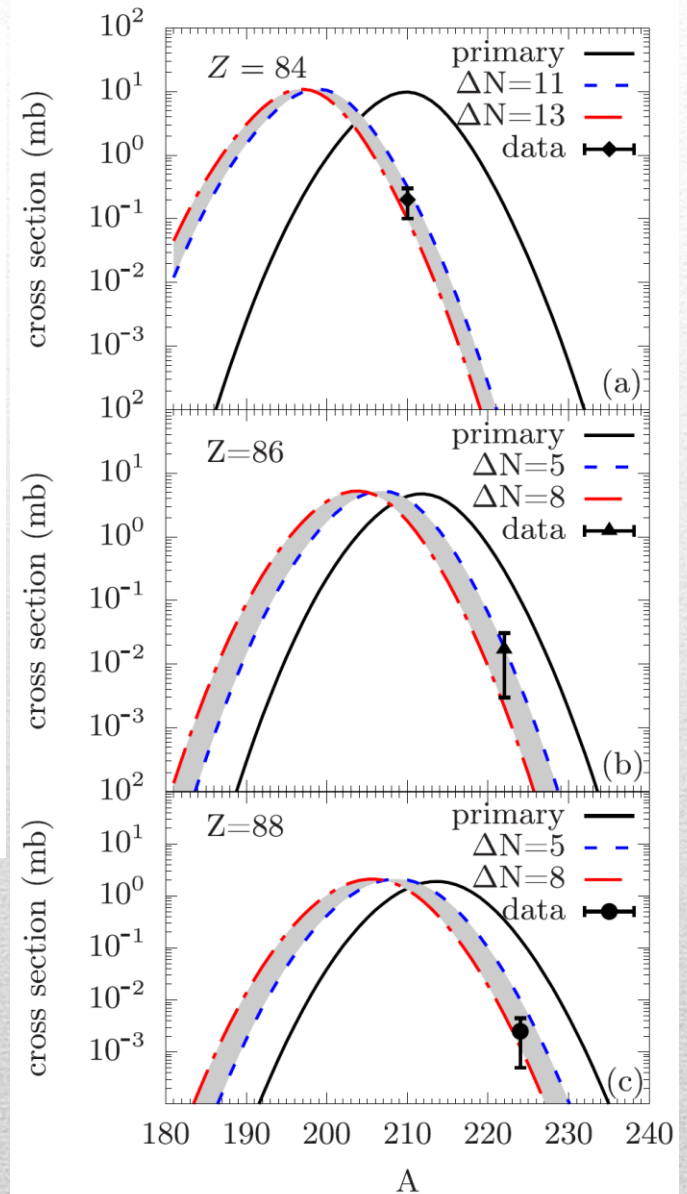 10²
Z = 84
primary
10¹
ΔN=11
ΔN=13
10⁰
data
10⁻¹
10⁻²
10⁻³
cross section (mb)
(a)
10²
Z=86
primary
10¹
ΔN=5
ΔN=8
10⁰
data
10⁻¹
10⁻²
10⁻³
cross section (mb)
(b)
10²
Z=88
primary
10¹
ΔN=5
ΔN=8
10⁰
data
10⁻¹
10⁻²
10⁻³
cross section (mb)
(c)
180 190 200 210 220 230 240
A